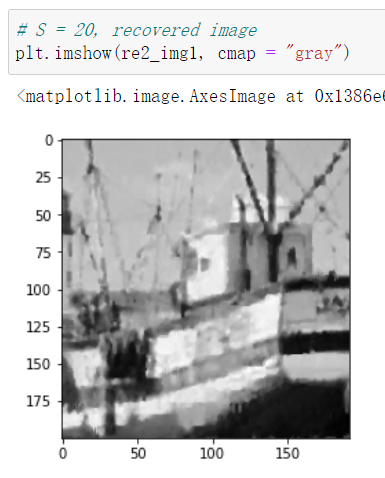 # S = 20, recovered image
plt.imshow(re2_img1, cmap = "gray")
<matplotlib.image.AxesImage at 0x1386e
0
25
50
75
100
125
150
175
0 50 100 150